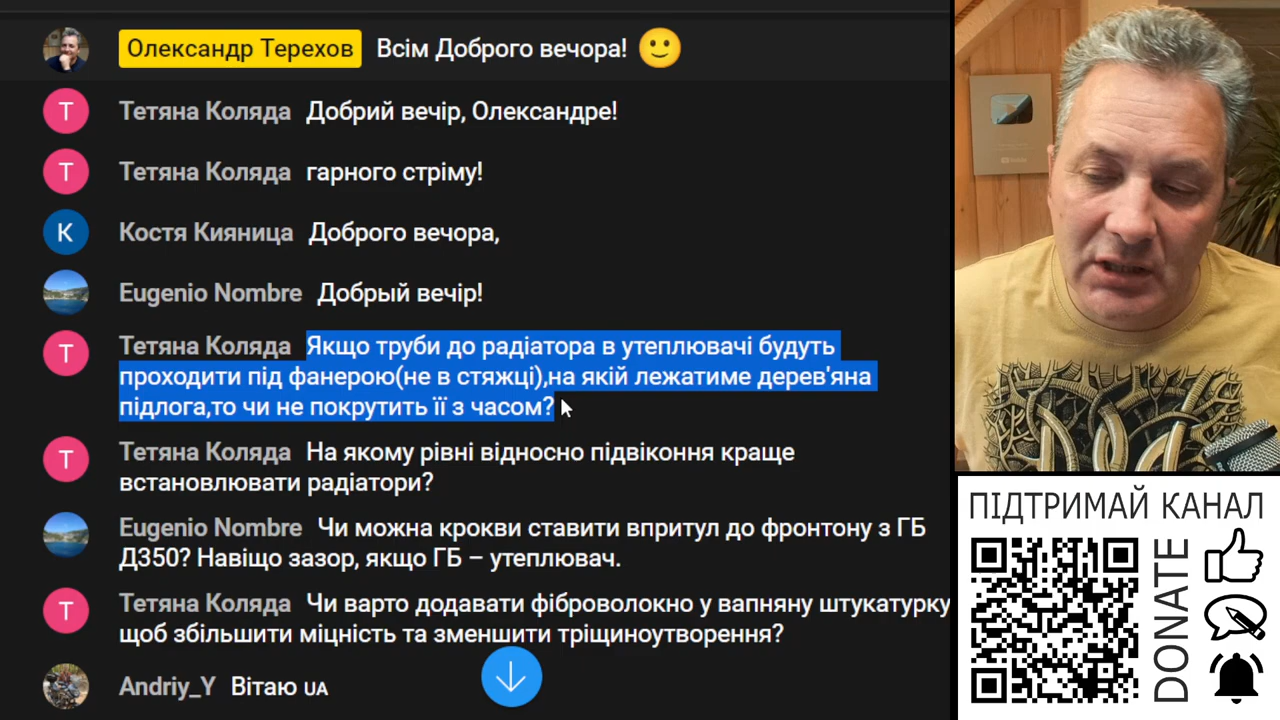 Олександр Терехов Всім Доброго вечора!
Т Тетяна Коляда Добрий вечір, Олександре!
Т Тетяна Коляда гарного стріму!
К Костя Кияница Доброго вечора,
Eugenio Nombre Добрый вечір!
Т Тетяна Коляда Якщо труби до радіатора в утеплювачі будуть
проходити під фанерою(не в стяжці),на якій лежатиме дерев'яна
підлога,то чи не покрутить її з часом?
Т Тетяна Коляда На якому рівні відносно підвіконня краще
встановлювати радіатори?
Eugenio Nombre Чи можна крокви ставити впритул до фронтону з ГБ
Д350? Навіщо зазор, якщо ГБ – утеплювач.
Т Тетяна Коляда Чи варто додавати фіброволокно у вапняну штукатурку
щоб збільшити міцність та зменшити тріщиноутворення?
Andriy_Y Вітаю UA
ПІДТРИМАЙ КАНАЛ
DONATE